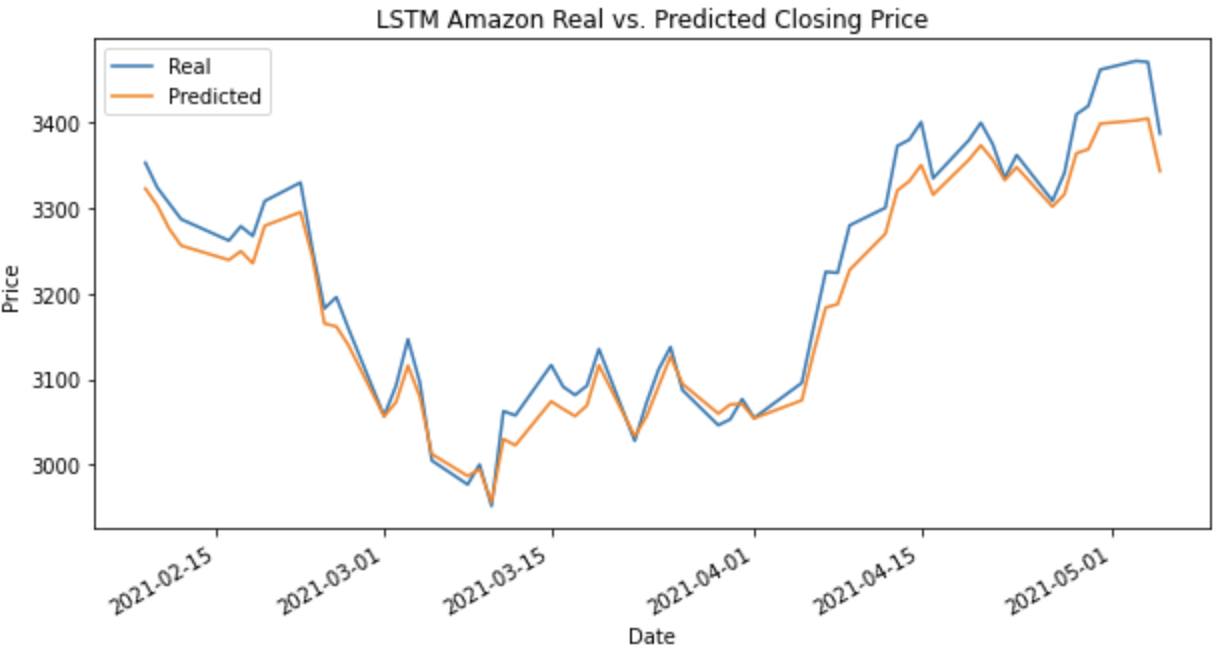 LSTM Amazon Real vs. Predicted Closing Price
Real
Predicted
3400
3300
3200
3100
3000
Price
2021-02-15
2021-03-01
2021-03-15
2021-04-01
2021-04-15
2021-05-01
Date